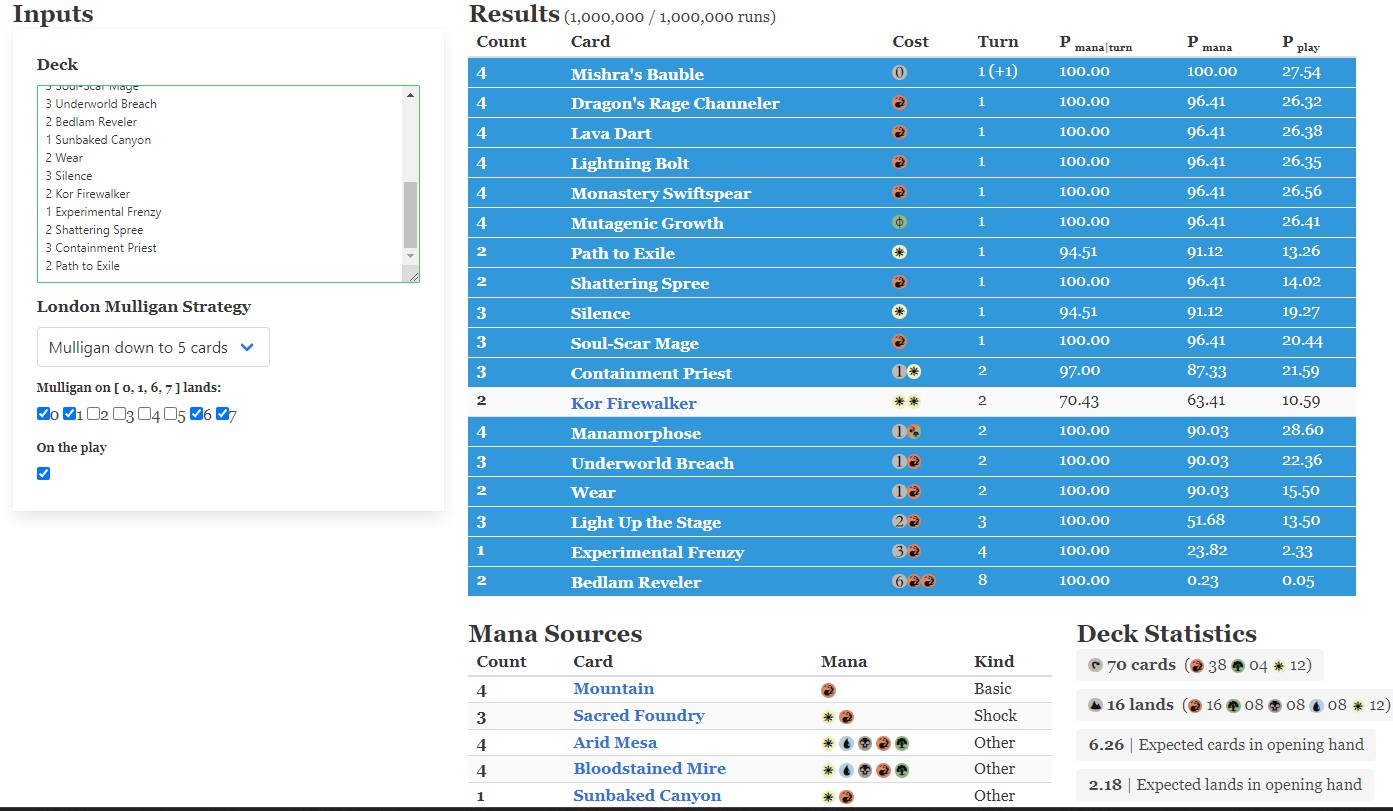 Inputs
Deck
3 Soul-Scar Mage
3 Underworld Breach
2 Bedlam Reveler
1 Sunbaked Canyon
2 Wear
3 Silence
2 Kor Firewalker
1 Experimental Frenzy
2 Shattering Spree
3 Containment Priest
2 Path to Exile
London Mulligan Strategy
Mulligan down to 5 cards
Mulligan on [ 0, 1, 6, 7 ] lands:
0 1 2 3 4 5 6 7
On the play
Results (1,000,000 / 1,000,000 runs)
Count Card Cost Turn P mana|turn P mana P play
4 Mishra's Bauble 0 1 (+1) 100.00 100.00 27.54
4 Dragon's Rage Channeler 1 100.00 96.41 26.32
4 Lava Dart 1 100.00 96.41 26.38
4 Lightning Bolt 1 100.00 96.41 26.35
4 Monastery Swiftspear 1 100.00 96.41 26.56
4 Mutagenic Growth 1 100.00 96.41 26.41
2 Path to Exile 1 94.51 91.12 13.26
2 Shattering Spree 1 100.00 96.41 14.02
3 Silence 1 94.51 91.12 19.27
3 Soul-Scar Mage 1 100.00 96.41 20.44
3 Containment Priest 1 2 97.00 87.33 21.59
2 Kor Firewalker 2 70.43 63.41 10.59
4 Manamorphose 1 2 100.00 90.03 28.60
3 Underworld Breach 1 2 100.00 90.03 22.36
2 Wear 1 2 100.00 90.03 15.50
3 Light Up the Stage 2 3 100.00 51.68 13.50
1 Experimental Frenzy 3 4 100.00 23.82 2.33
2 Bedlam Reveler 6 8 100.00 0.23 0.05
Mana Sources
Count Card Mana Kind
4 Mountain Basic
3 Sacred Foundry Shock
4 Arid Mesa Other
4 Bloodstained Mire Other
1 Sunbaked Canyon Other
Deck Statistics
70 cards ( 38 04 12)
16 lands ( 16 08 08 08 12)
6.26 | Expected cards in opening hand
2.18 | Expected lands in opening hand